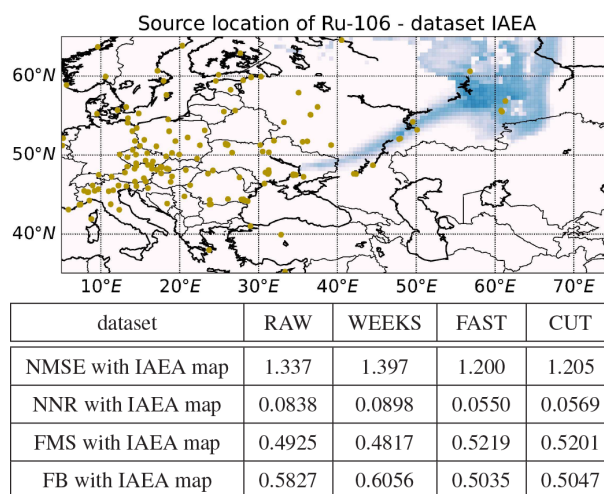 Source location of Ru-106 - dataset IAEA
60°N
50°N
40°N
10°E 20°E 30°E 40°E 50°E 60°E 70°E
dataset RAW WEEKS FAST CUT
NMSE with IAEA map 1.337 1.397 1.200 1.205
NNR with IAEA map 0.0838 0.0898 0.0550 0.0569
FMS with IAEA map 0.4925 0.4817 0.5219 0.5201
FB with IAEA map 0.5827 0.6056 0.5035 0.5047